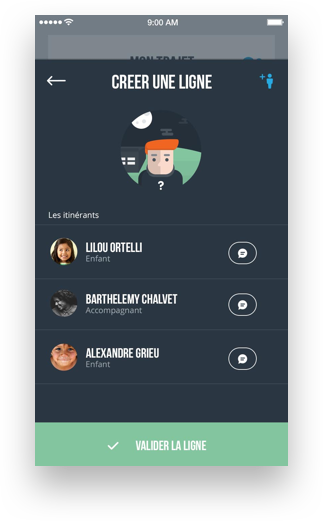 9:00 AM
MON TRAJET
CREER UNE LIGNE
?
Les itinérants
LILOU ORTELLI
Enfant
BARTHELEMY CHALVET
Accompagnant
ALEXANDRE GRIEU
Enfant
VALIDER LA LIGNE